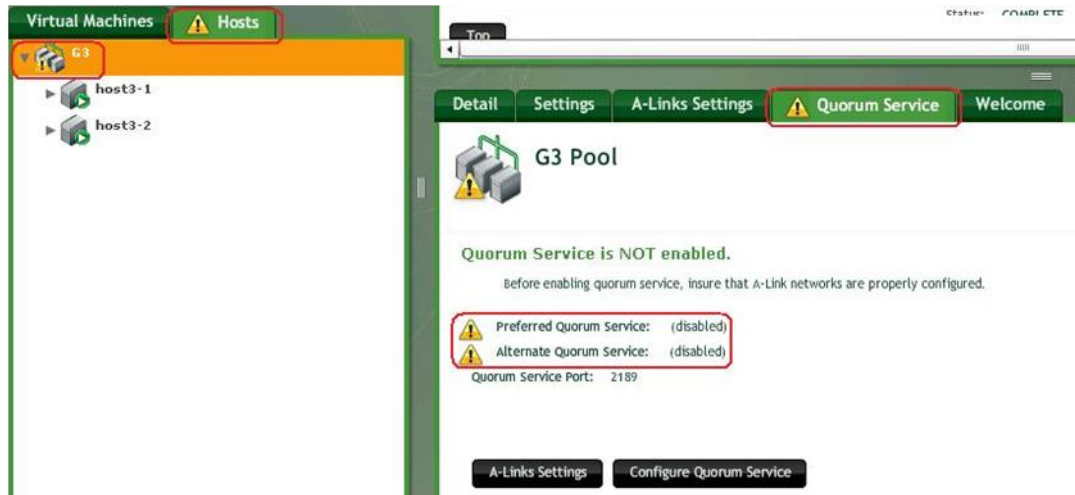 Virtual Machines
Hosts
G3
host3-1
host3-2
Status: COMPLETE
Top
Detail
Settings
A-Links Settings
Quorum Service
Welcome
G3 Pool
Quorum Service is NOT enabled.
Before enabling quorum service, insure that A-Link networks are properly configured.
Preferred Quorum Service: (disabled)
Alternate Quorum Service: (disabled)
Quorum Service Port: 2189
A-Links Settings
Configure Quorum Service